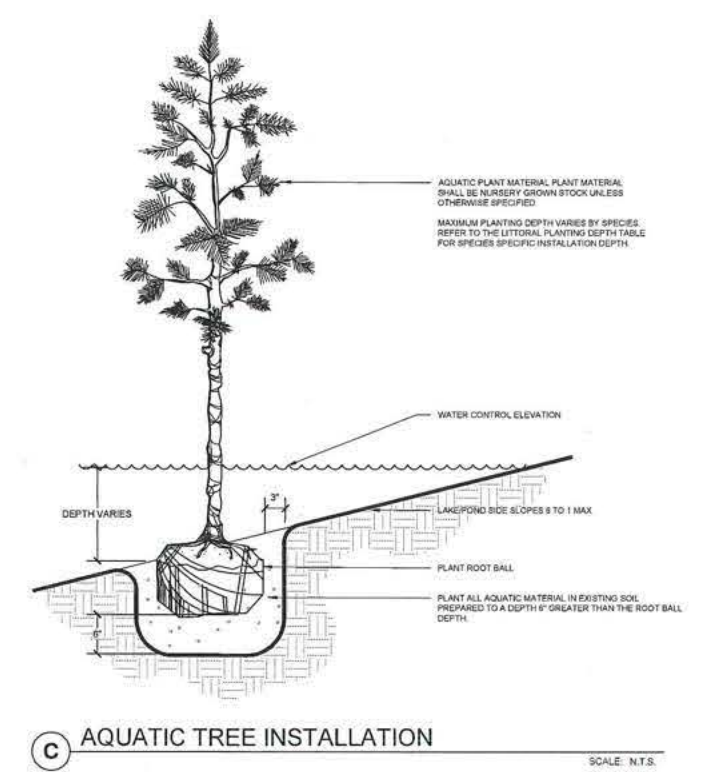 AQUATIC PLANT MATERIAL PLANT MATERIAL
SHALL BE NURSERY GROWN STOCK UNLESS
OTHERWISE SPECIFIED
MAXIMUM PLANTING DEPTH VARIES BY SPECIES.
REFER TO THE LITTORAL PLANTING DEPTH TABLE
FOR SPECIES SPECIFIC INSTALLATION DEPTH.
WATER CONTROL ELEVATION
3"
DEPTH VARIES
LAKE/POND SIDE SLOPES 6 TO 1 MAX
PLANT ROOT BALL
PLANT ALL AQUATIC MATERIAL IN EXISTING SOIL
PREPARED TO A DEPTH 6" GREATER THAN THE ROOT BALL
DEPTH.
6"
C AQUATIC TREE INSTALLATION
SCALE: N.T.S.